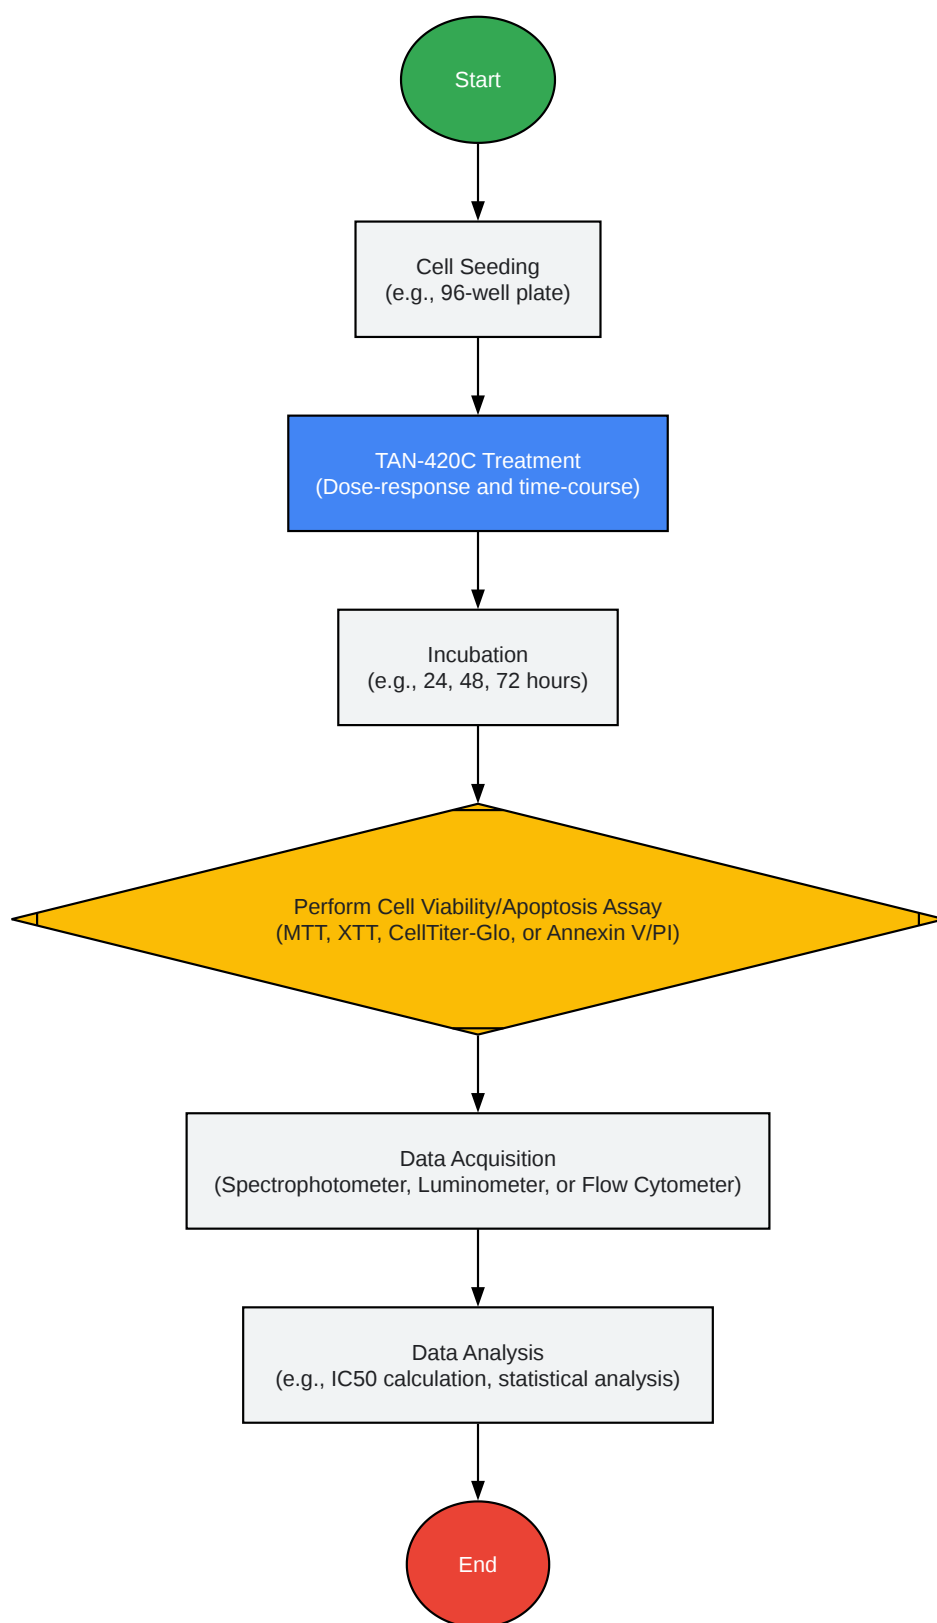 Start
Cell Seeding
(e.g., 96-well plate)
TAN-420C Treatment
(Dose-response and time-course)
Incubation
(e.g., 24, 48, 72 hours)
Perform Cell Viability/Apoptosis Assay
(MTT, XTT, CellTiter-Glo, or Annexin V/PI)
Data Acquisition
(Spectrophotometer, Luminometer, or Flow Cytometer)
Data Analysis
(e.g., IC50 calculation, statistical analysis)
End